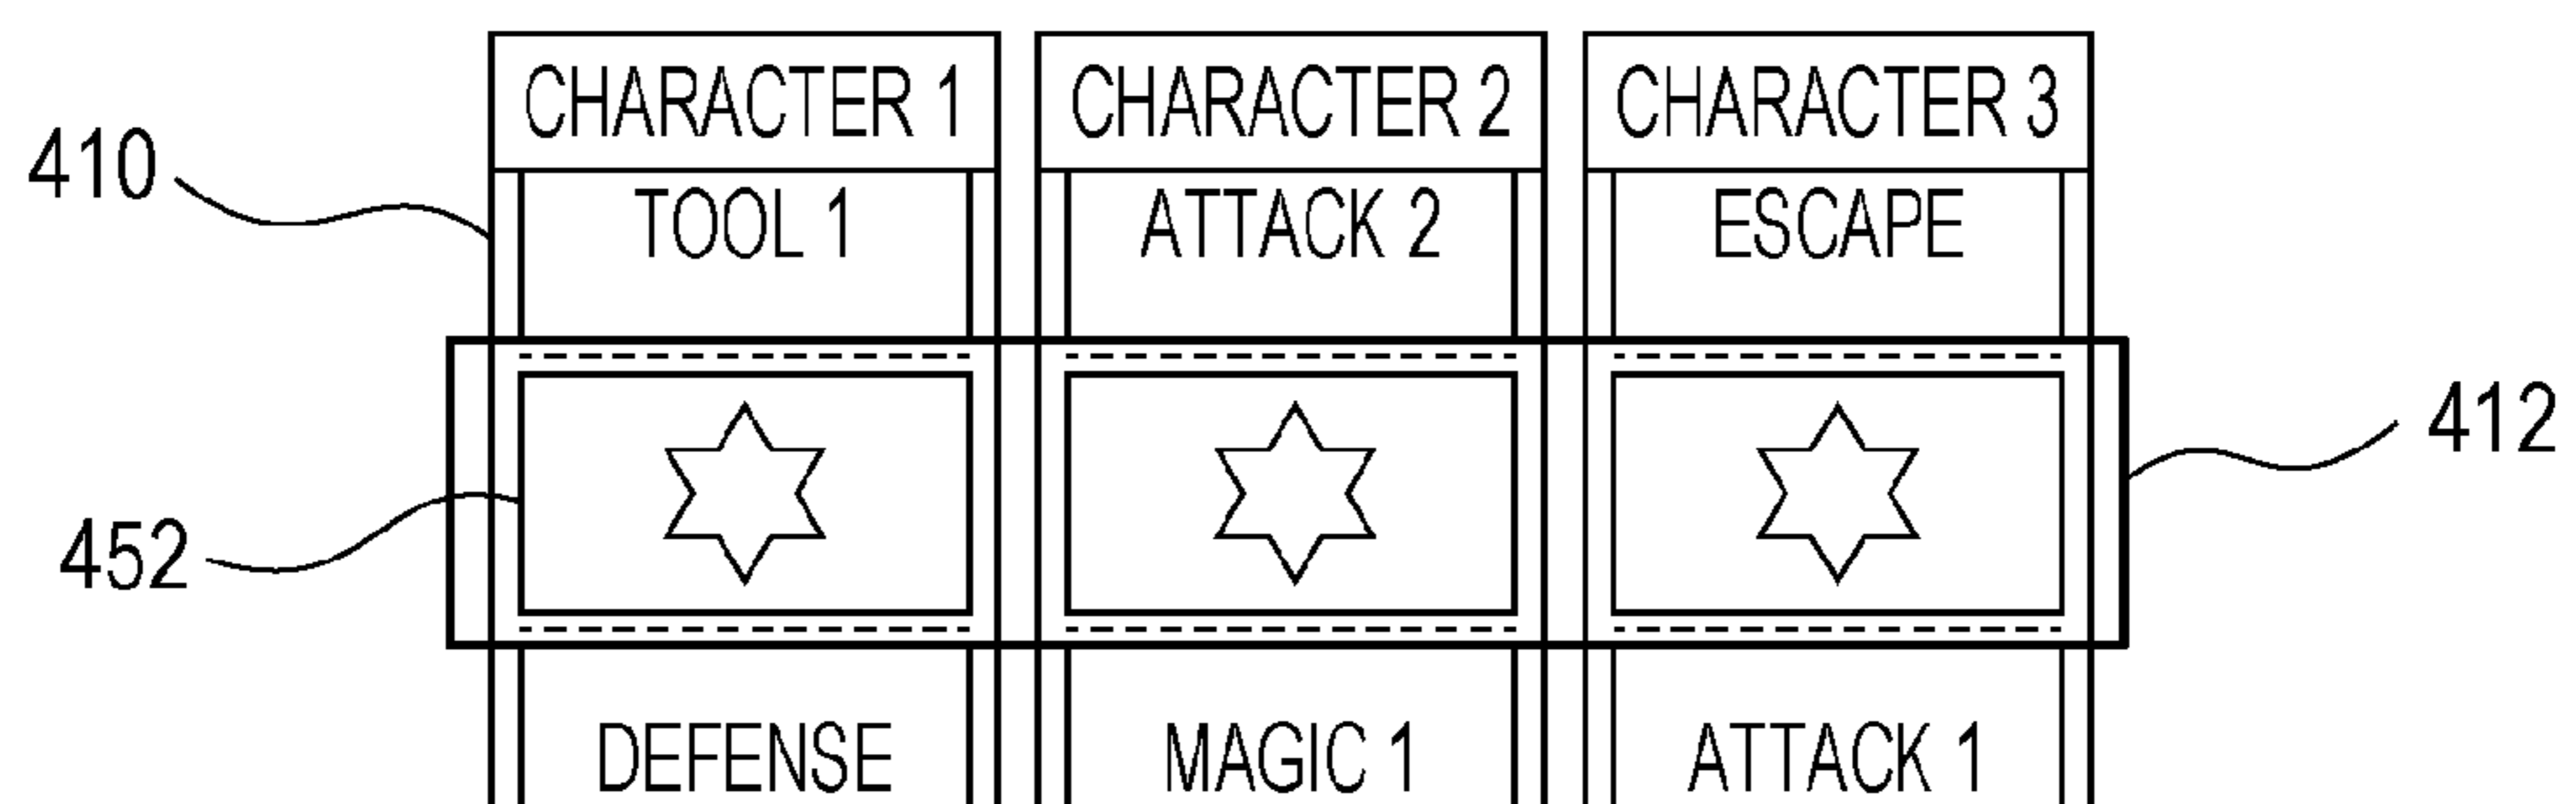 CHARACTER 1 CHARACTER 2 CHARACTER 3
410
TOOL 1 ATTACK 2 ESCAPE
412
452
DEFENSE MAGIC 1 ATTACK 1